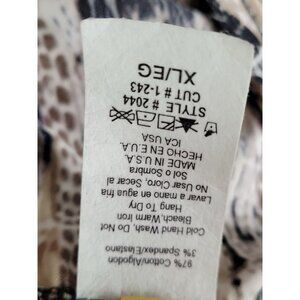 97% Cotton/Algodon
3% Spandex/Elastano
Cold Hand Wash, Do Not
Bleach,Warm Iron
Hang To Dry
Lavar a mano en agua fria
No Usar Cloro, Secar al
Sol o Sombra
MADE IN U.S.A.
HECHO EN E.U.A.
ICA USA
STYLE # 2044
CUT # 1-243
XL/EG